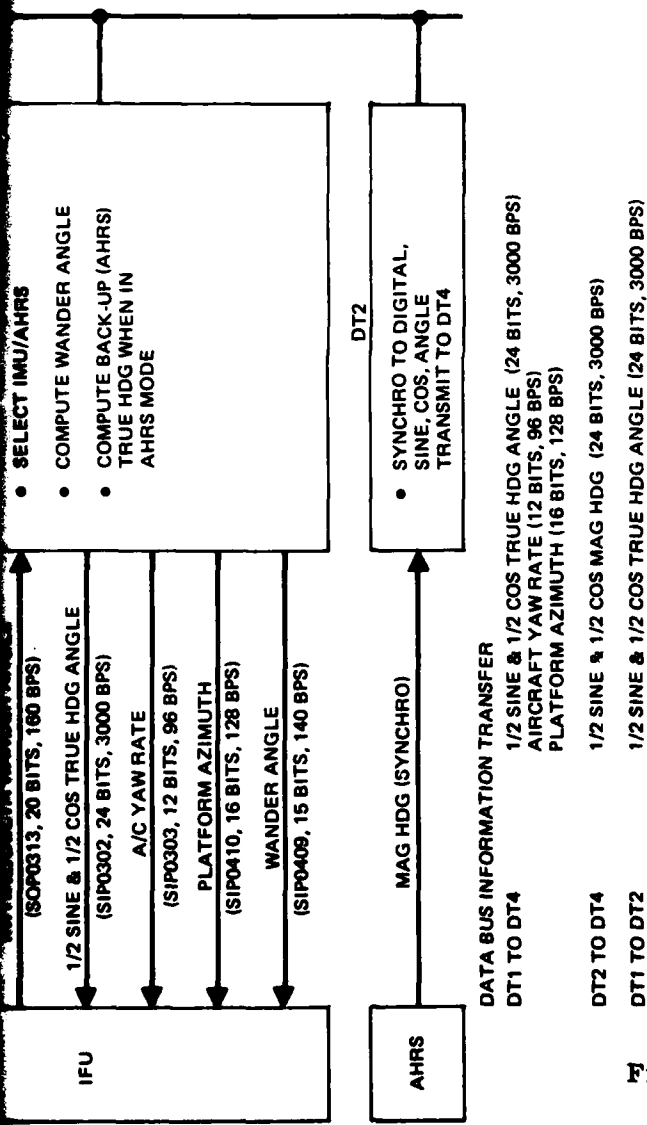 (SOP0313, 20 BITS, 160 BPS)
1/2 SINE & 1/2 COS TRUE HDG ANGLE
(SIP0302, 24 BITS, 3000 BPS)
A/C YAW RATE
(SIP0303, 12 BITS, 96 BPS)
PLATFORM AZIMUTH
(SIP0410, 16 BITS, 128 BPS)
WANDER ANGLE
(SIP0409, 15 BITS, 140 BPS)
IFU
• SELECT IMU/AHRS
• COMPUTE WANDER ANGLE
• COMPUTE BACK-UP (AHRS)
TRUE HDG WHEN IN
AHRS MODE
DT2
AHRS
MAG HDG (SYNCHRO)
• SYNCHRO TO DIGITAL,
SINE, COS, ANGLE
TRANSMIT TO DT4
DATA BUS INFORMATION TRANSFER
DT1 TO DT4 1/2 SINE & 1/2 COS TRUE HDG ANGLE (24 BITS, 3000 BPS)
AIRCRAFT YAW RATE (12 BITS, 96 BPS)
PLATFORM AZIMUTH (16 BITS, 128 BPS)
DT2 TO DT4 1/2 SINE & 1/2 COS MAG HDG (24 BITS, 3000 BPS)
DT1 TO DT2 1/2 SINE & 1/2 COS TRUE HDG ANGLE (24 BITS, 3000 BPS)